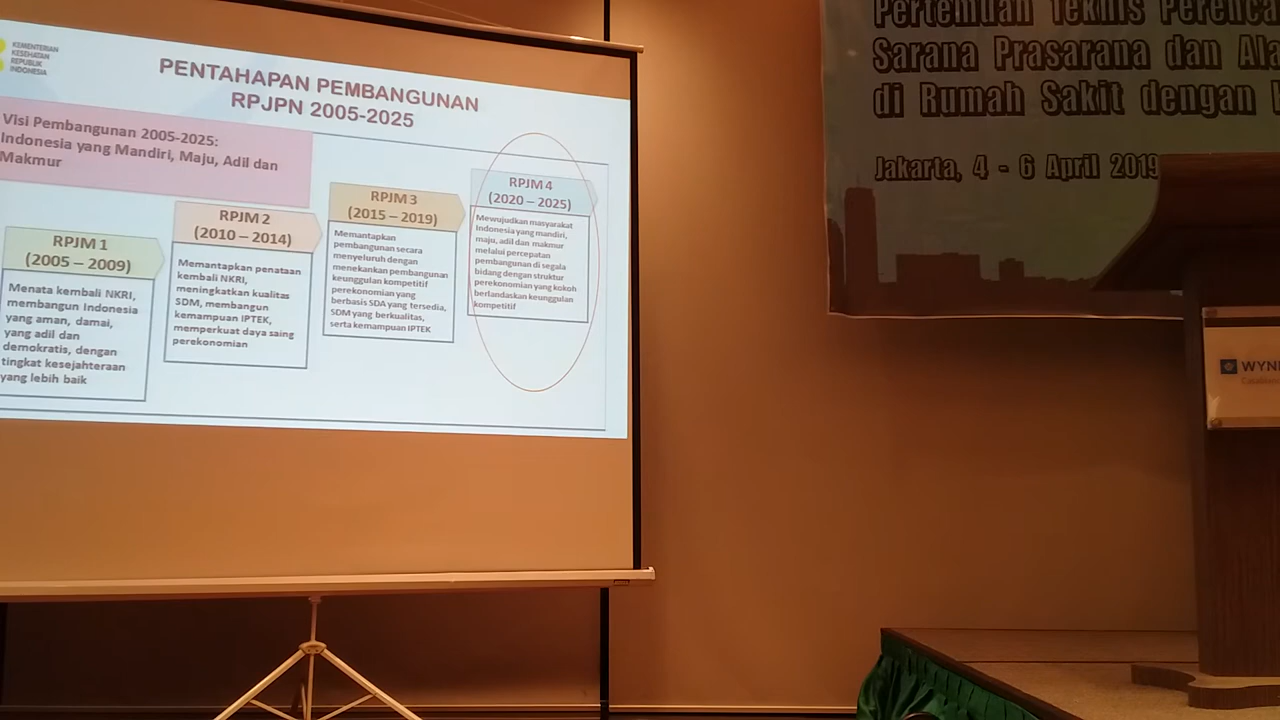 KEMENTERIAN
KESEHATAN
REPUBLIK
INDONESIA
PENTAHAPAN PEMBANGUNAN
RPJPN 2005-2025
Visi Pembangunan 2005-2025:
Indonesia yang Mandiri, Maju, Adil dan
Makmur
RPJM 1
(2005 – 2009)
Menata kembali NKRI,
membangun Indonesia
yang aman, damai,
yang adil dan
demokratis, dengan
tingkat kesejahteraan
yang lebih baik
RPJM 2
(2010 – 2014)
Memantapkan penataan
kembali NKRI,
meningkatkan kualitas
SDM, membangun
kemampuan IPTEK,
memperkuat daya saing
perekonomian
RPJM 3
(2015 – 2019)
Memantapkan
pembangunan secara
menyeluruh dengan
menekankan pembangunan
keunggulan kompetitif
perekonomian yang
berbasis SDA yang tersedia,
SDM yang berkualitas,
serta kemampuan IPTEK
RPJM 4
(2020 – 2025)
Mewujudkan masyarakat
Indonesia yang mandiri,
maju, adil dan makmur
melalui percepatan
pembangunan di segala
bidang dengan struktur
perekonomian yang kokoh
berlandaskan keunggulan
kompetitif
Pertemuan Teknis
Sarana Prasarana dan
di Rumah Sakit dengan
Jakarta, 4 - 6 April 2019